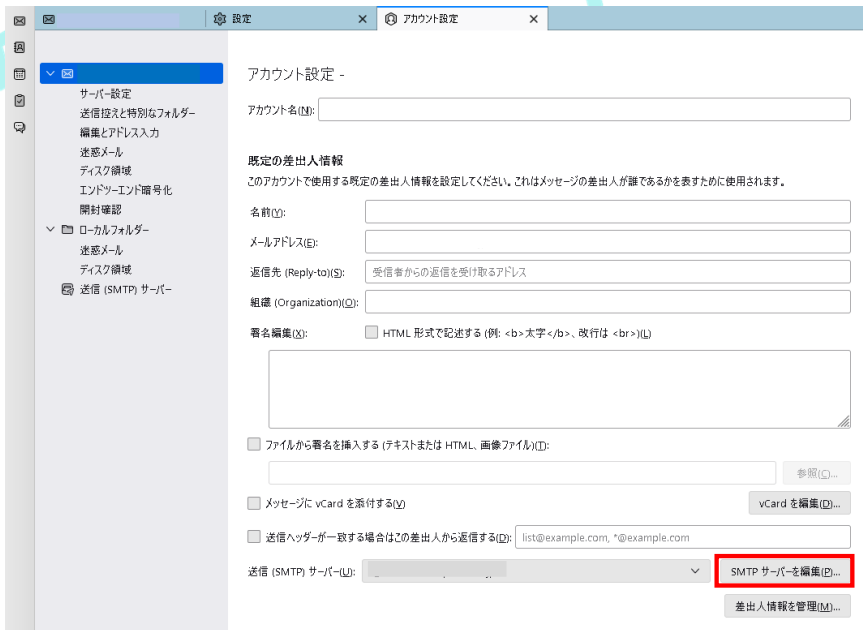 設定
アカウント設定
サーバー設定
送信控えと特別なフォルダー
編集とアドレス入力
迷惑メール
ディスク領域
エンドツーエンド暗号化
開封確認
ローカルフォルダー
迷惑メール
ディスク領域
送信 (SMTP) サーバー
アカウント設定 -
アカウント名(N):
既定の差出人情報
このアカウントで使用する既定の差出人情報を設定してください。これはメッセージの差出人が誰であるかを表すために使用されます。
名前(Y):
メールアドレス(E):
返信先 (Reply-to)(S): 受信者からの返信を受け取るアドレス
組織 (Organization)(O):
署名編集(X): HTML 形式で記述する (例: <b>太字</b>、改行は <br>)(L)
ファイルから署名を挿入する (テキストまたは HTML、画像ファイル)(T):
参照(C)...
メッセージに vCard を添付する(V) vCard を編集(D)...
送信ヘッダーが一致する場合はこの差出人から返信する(D): list@example.com, *@example.com
送信 (SMTP) サーバー(U): SMTP サーバーを編集(P)...
差出人情報を管理(M)...